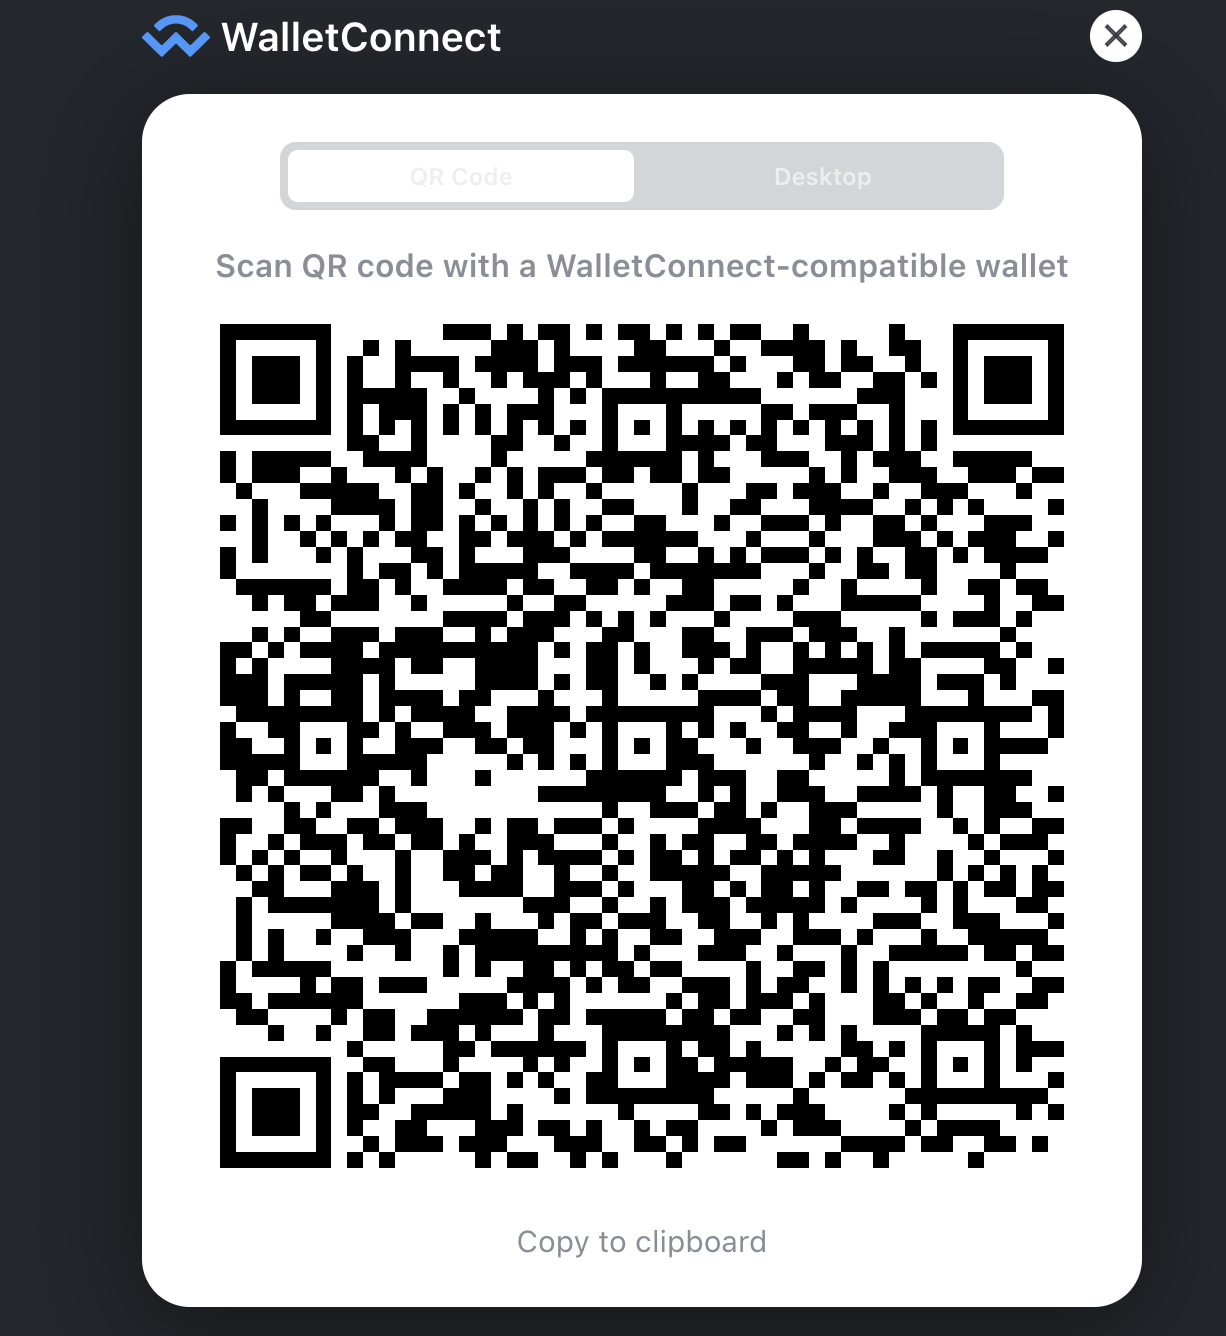 WalletConnect
QR Code
Desktop
Scan QR code with a WalletConnect-compatible wallet
Copy to clipboard